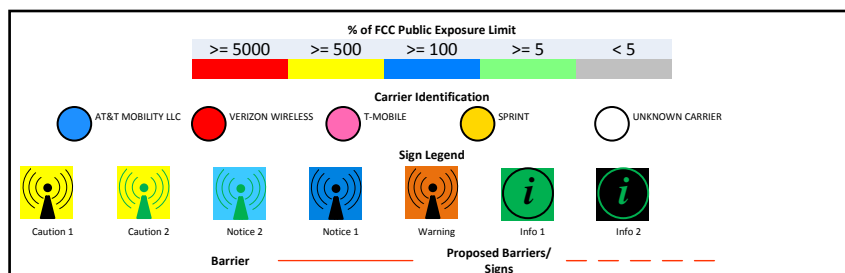 % of FCC Public Exposure Limit
>= 5000 >= 500 >= 100 >= 5 < 5
Carrier Identification
AT&T MOBILITY LLC VERIZON WIRELESS T-MOBILE SPRINT UNKNOWN CARRIER
Sign Legend
i i
Caution 1 Caution 2 Notice 2 Notice 1 Warning Info 1 Info 2
Barrier Proposed Barriers/
Signs